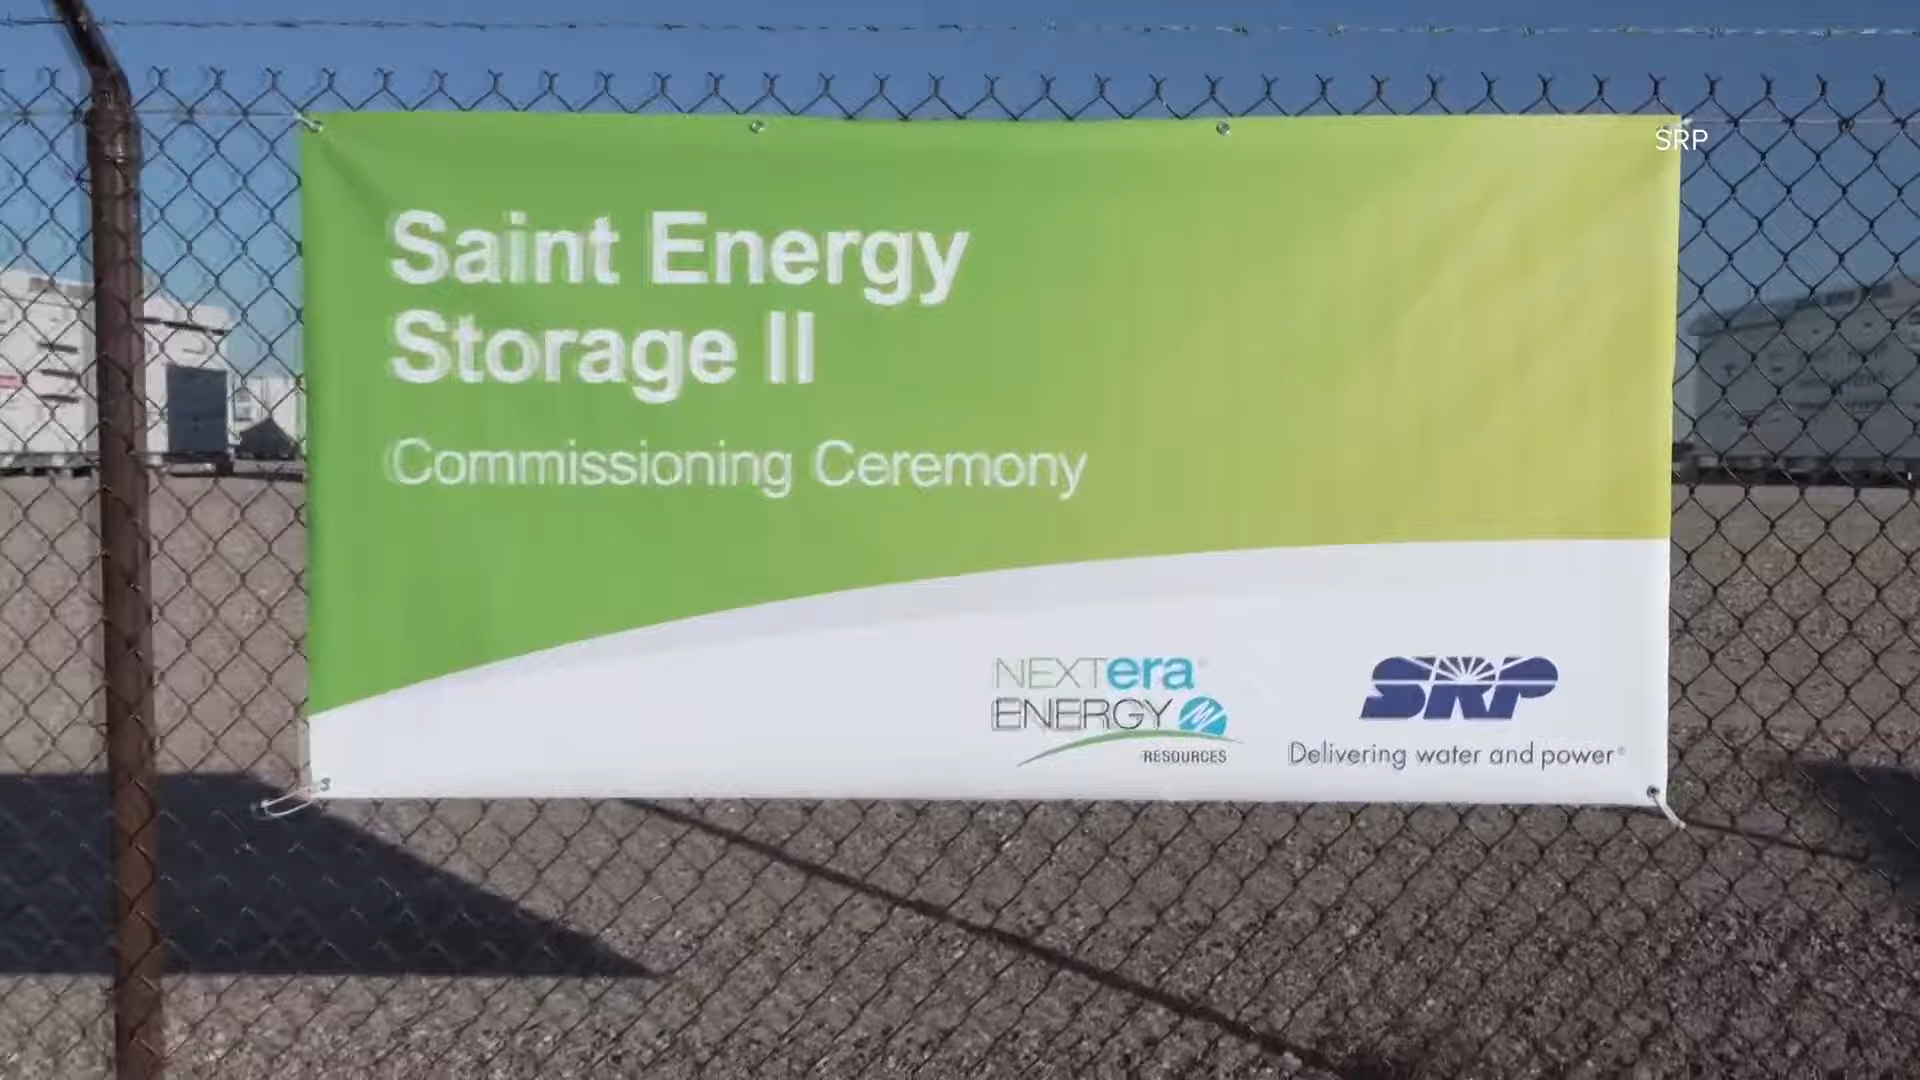 SRP
Saint Energy
Storage II
Commissioning Ceremony
NEXTera
ENERGY
RESOURCES
SRP
Delivering water and power®